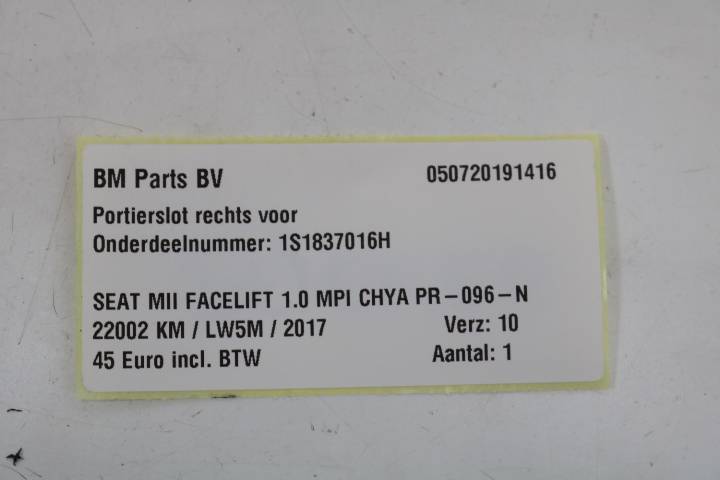 BM Parts BV 050720191416
Portierslot rechts voor
Onderdeelnummer: 1S1837016H
SEAT MII FACELIFT 1.0 MPI CHYA PR-096-N
22002 KM / LW5M / 2017 Verz: 10
45 Euro incl. BTW Aantal: 1